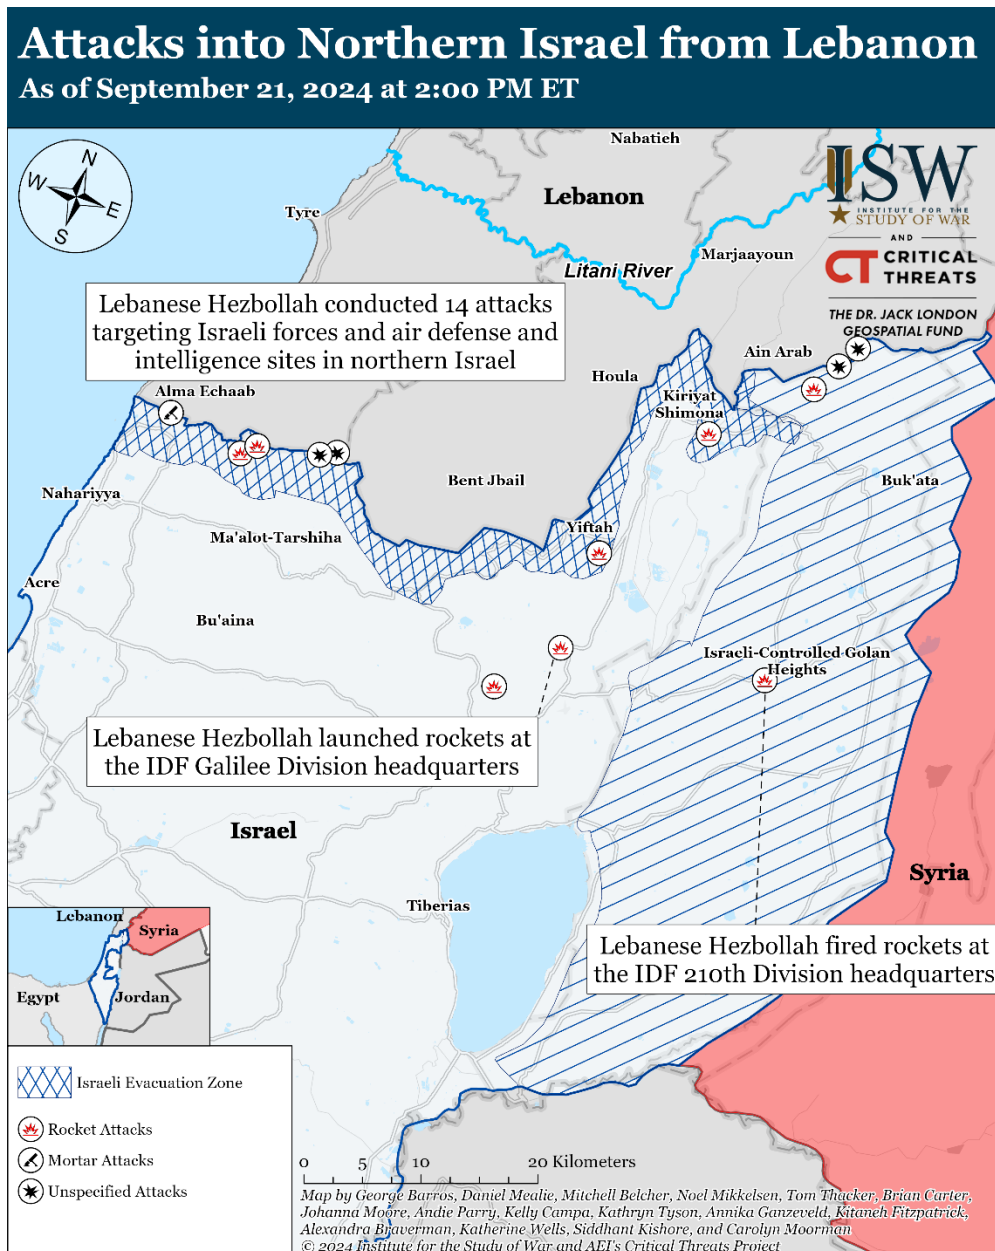 Attacks into Northern Israel from Lebanon
As of September 21, 2024 at 2:00 PM ET
N
W
E
S
Nabatieh
Lebanon
Tyre
Litani River
Marjaayoun
ISW
INSTITUTE FOR THE
STUDY OF WAR
AND
CT CRITICAL
THREATS
THE DR. JACK LONDON
GEOSPATIAL FUND
Lebanese Hezbollah conducted 14 attacks
targeting Israeli forces and air defense and
intelligence sites in northern Israel
Ain Arab
Houla
Alma Echaab
Kiriyat
Shimona
Bent Jbail
Buk'ata
Nahariyya
Yiftah
Ma'alot-Tarshiha
Acre
Bu'aina
Israeli-Controlled Golan
Heights
Lebanese Hezbollah launched rockets at
the IDF Galilee Division headquarters
Israel
Syria
Tiberias
Lebanese Hezbollah fired rockets at
the IDF 210th Division headquarters
Lebanon
Syria
Egypt
Jordan
Israeli Evacuation Zone
Rocket Attacks
Mortar Attacks
Unspecified Attacks
0 5 10 20 Kilometers
Map by George Barros, Daniel Mealie, Mitchell Belcher, Noel Mikkelsen, Tom Thacker, Brian Carter,
Johanna Moore, Andie Parry, Kelly Campa, Kathryn Tyson, Annika Ganzeveld, Kitaneh Fitzpatrick,
Alexandra Braverman, Katherine Wells, Siddhant Kishore, and Carolyn Moorman
© 2024 Institute for the Study of War and AEI's Critical Threats Project